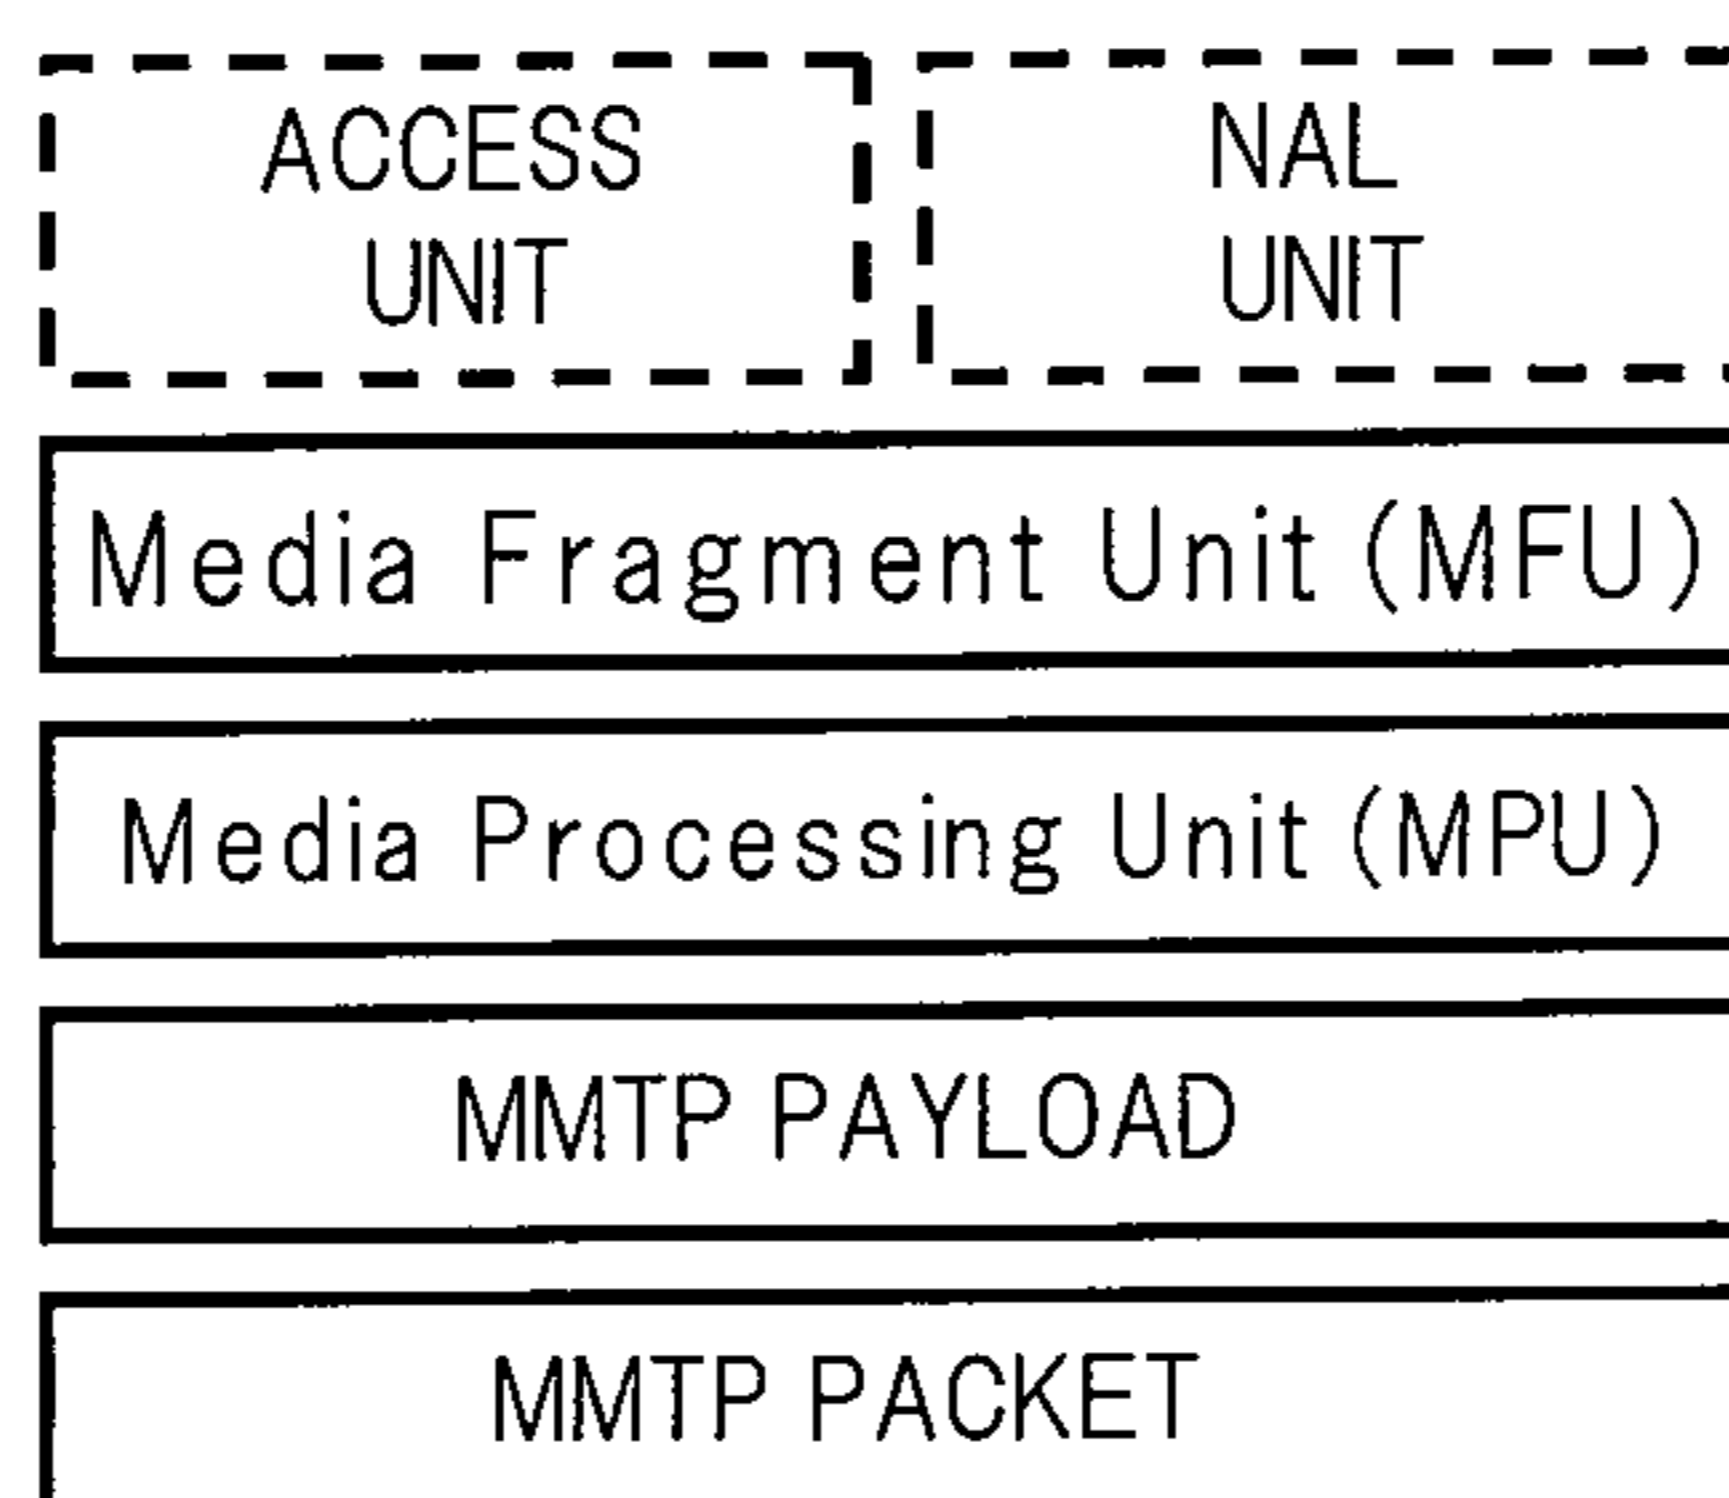 ACCESS
UNIT
NAL
UNIT
Media Fragment Unit (MFU)
Media Processing Unit (MPU)
MMTP PAYLOAD
MMTP PACKET